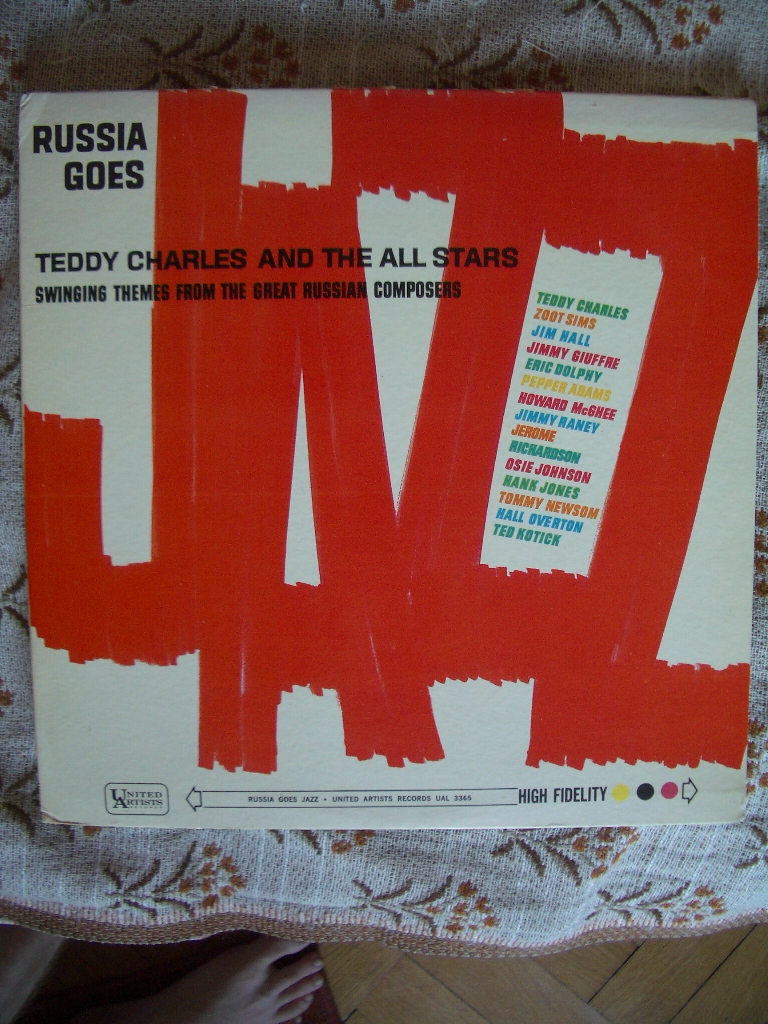 RUSSIA
GOES
JAZZ
TEDDY CHARLES AND THE ALL STARS
SWINGING THEMES FROM THE GREAT RUSSIAN COMPOSERS
TEDDY CHARLES
ZOOT SIMS
JIM HALL
JIMMY GIUFFRE
ERIC DOLPHY
PEPPER ADAMS
HOWARD McGHEE
JIMMY RANEY
JEROME
RICHARDSON
OSIE JOHNSON
HANK JONES
TOMMY NEWSOM
HALL OVERTON
TED KOTICK
UNITED
ARTISTS
RECORDS
RUSSIA GOES JAZZ • UNITED ARTISTS RECORDS UAL 3365
HIGH FIDELITY